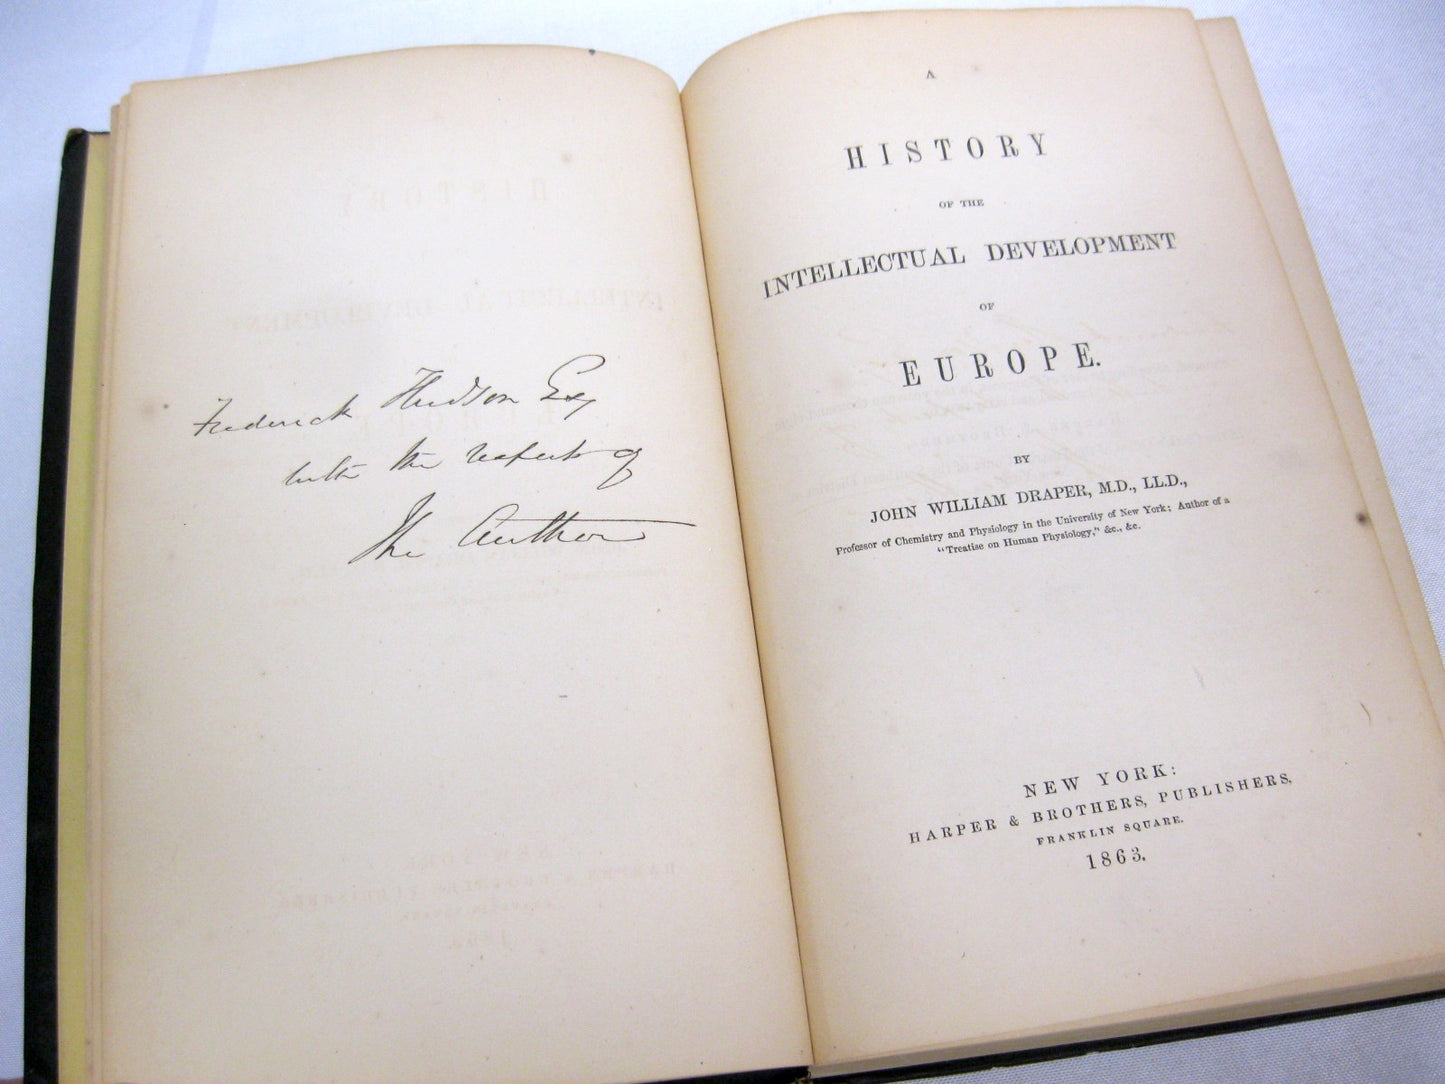 Frederick Hudson Esq
with the respects of
The Author
A
HISTORY
OF THE
INTELLECTUAL DEVELOPMENT
OF
EUROPE.
BY
JOHN WILLIAM DRAPER, M.D., LL.D.,
Professor of Chemistry and Physiology in the University of New York; Author of a
"Treatise on Human Physiology," &c., &c.
NEW YORK:
HARPER & BROTHERS, PUBLISHERS,
FRANKLIN SQUARE.
1863.